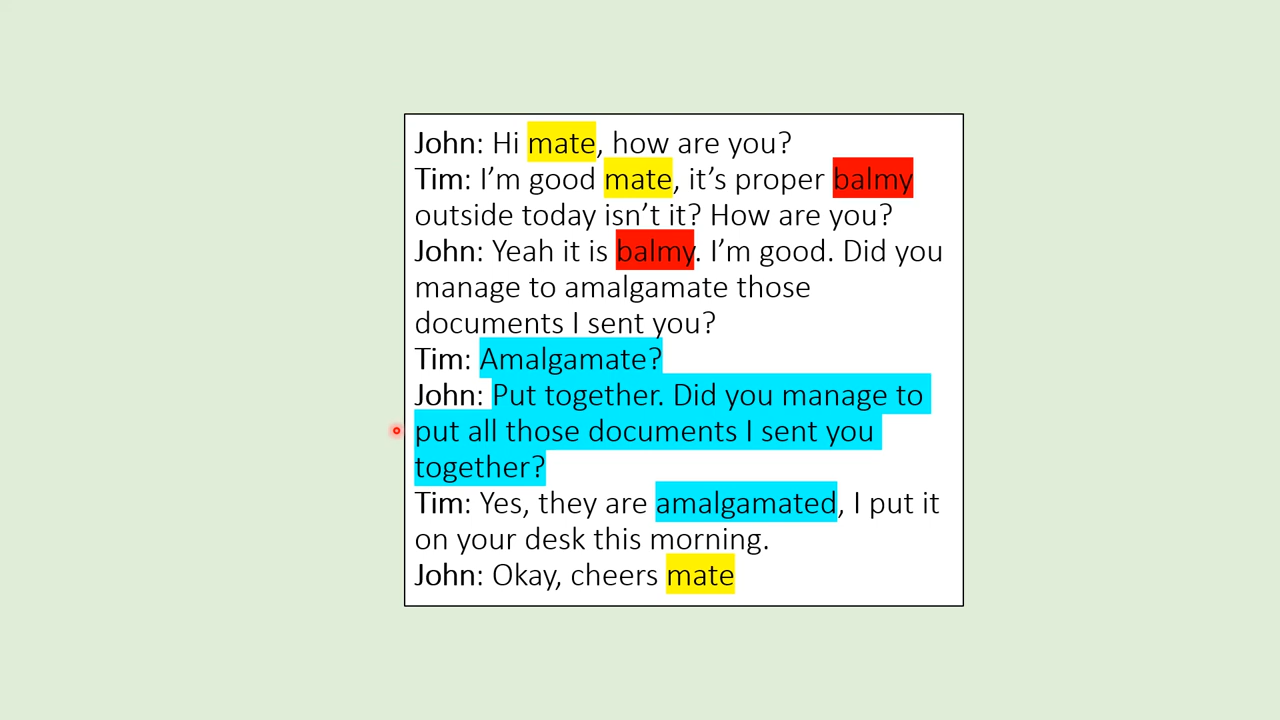 John: Hi mate, how are you?
Tim: I’m good mate, it’s proper balmy
outside today isn’t it? How are you?
John: Yeah it is balmy. I’m good. Did you
manage to amalgamate those
documents I sent you?
Tim: Amalgamate?
John: Put together. Did you manage to
put all those documents I sent you
together?
Tim: Yes, they are amalgamated, I put it
on your desk this morning.
John: Okay, cheers mate